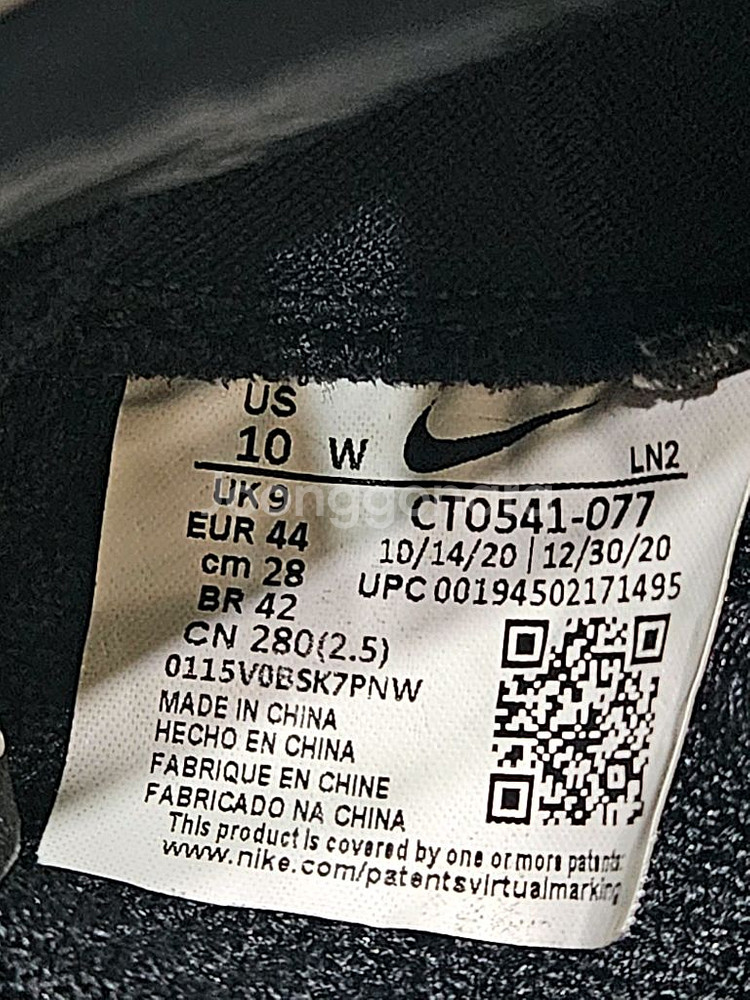 US
10 W
LN2
UK 9
CT0541-077
EUR 44
10/14/20 | 12/30/20
cm 28
UPC 00194502171495
BR 42
CN 280(2.5)
0115V0BSK7PNW
MADE IN CHINA
HECHO EN CHINA
FABRIQUE EN CHINE
FABRICADO NA CHINA
This product is covered by one or more patents
www.nike.com/patentsvirtualmarking